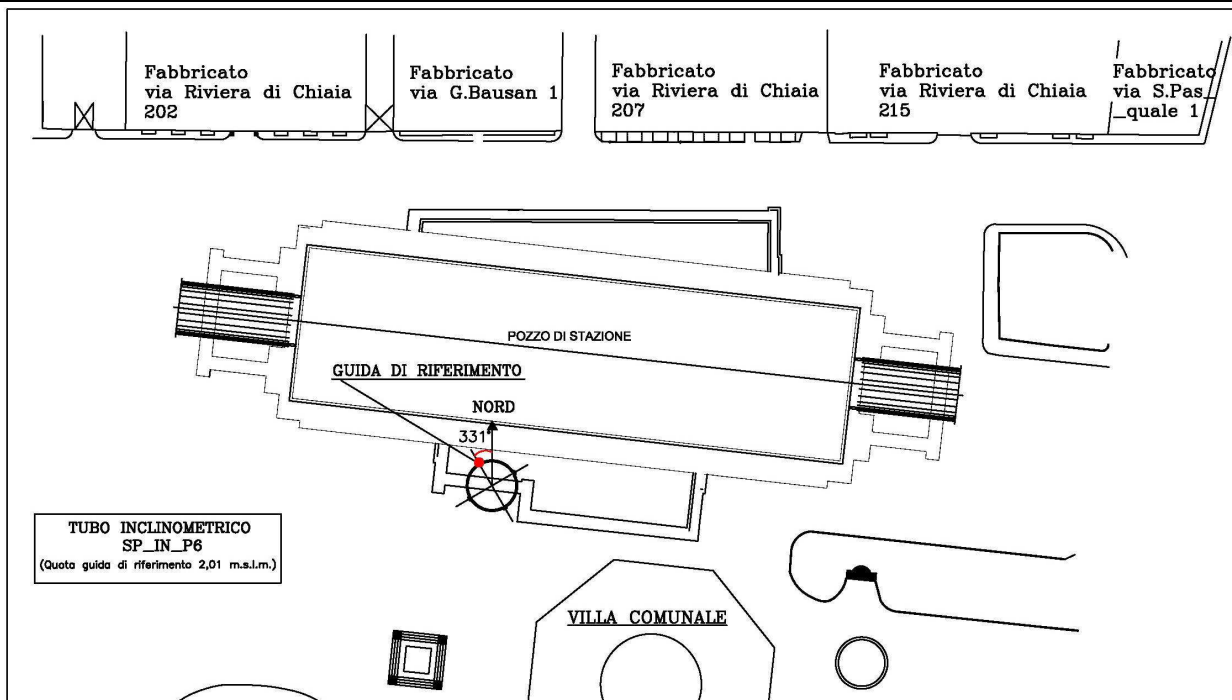 Fabbricato
via Riviera di Chiaia
202
Fabbricato
via G.Bausan 1
Fabbricato
via Riviera di Chiaia
207
Fabbricato
via Riviera di Chiaia
215
Fabbricato
via S.Pas_
_quale 1
POZZO DI STAZIONE
GUIDA DI RIFERIMENTO
NORD
331°
TUBO INCLINOMETRICO
SP_IN_P6
(Quota guida di riferimento 2,01 m.s.l.m.)
VILLA COMUNALE